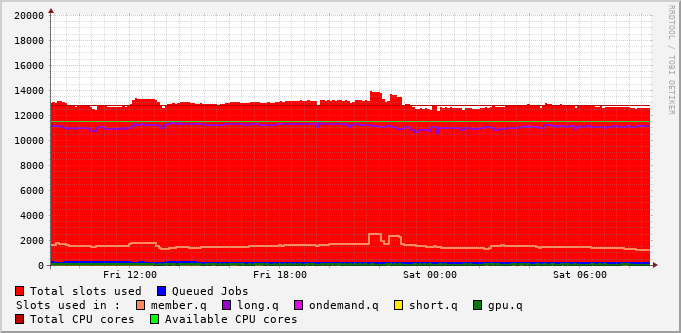 20000
18000
16000
14000
12000
10000
8000
6000
4000
2000
0
Fri 12:00 Fri 18:00 Sat 00:00 Sat 06:00
Total slots used Queued Jobs
Slots used in : member.q long.q ondemand.q short.q gpu.q
Total CPU cores Available CPU cores
RRDTOOL / TOBI OETIKER